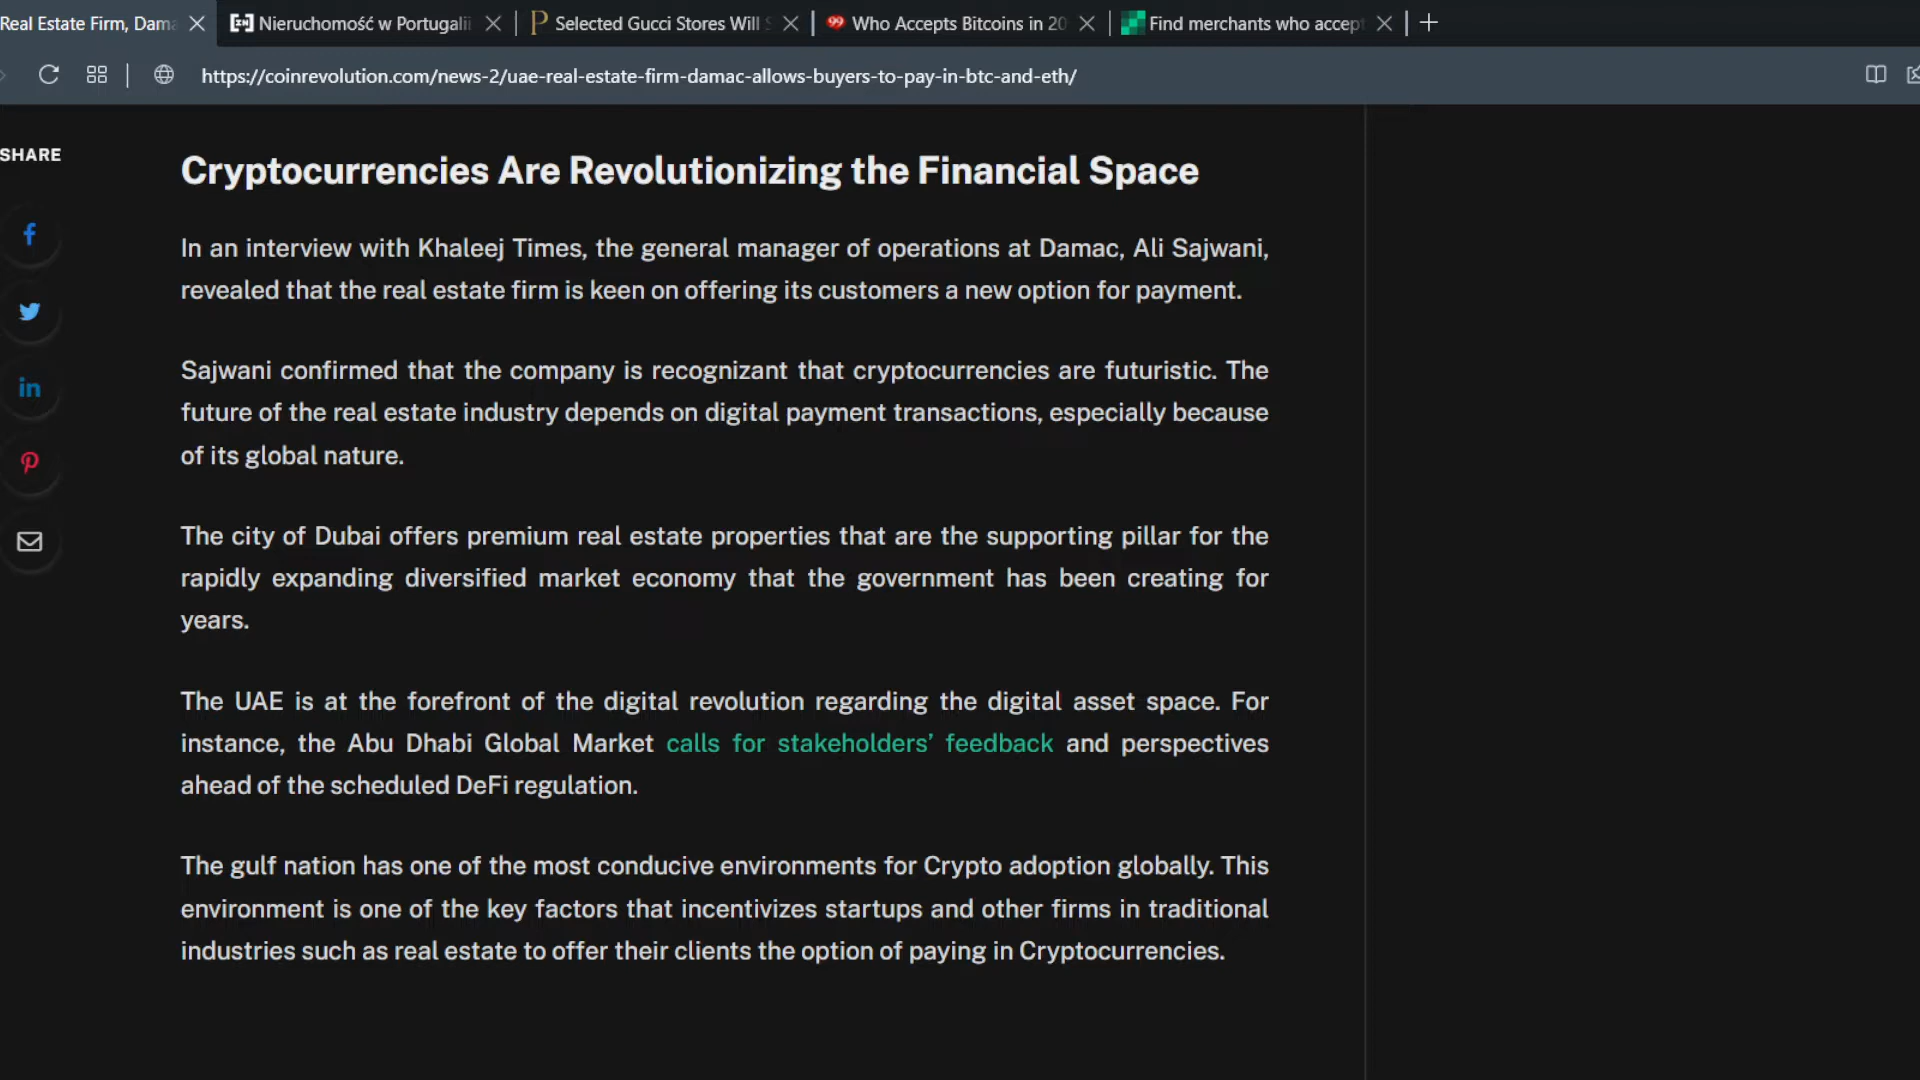 Real Estate Firm, Dama
Nieruchomość w Portugalii
Selected Gucci Stores Will S
Who Accepts Bitcoins in 20
Find merchants who accept
https://coinrevolution.com/news-2/uae-real-estate-firm-damac-allows-buyers-to-pay-in-btc-and-eth/
SHARE
Cryptocurrencies Are Revolutionizing the Financial Space
In an interview with Khaleej Times, the general manager of operations at Damac, Ali Sajwani,
revealed that the real estate firm is keen on offering its customers a new option for payment.
Sajwani confirmed that the company is recognizant that cryptocurrencies are futuristic. The
future of the real estate industry depends on digital payment transactions, especially because
of its global nature.
The city of Dubai offers premium real estate properties that are the supporting pillar for the
rapidly expanding diversified market economy that the government has been creating for
years.
The UAE is at the forefront of the digital revolution regarding the digital asset space. For
instance, the Abu Dhabi Global Market calls for stakeholders’ feedback and perspectives
ahead of the scheduled DeFi regulation.
The gulf nation has one of the most conducive environments for Crypto adoption globally. This
environment is one of the key factors that incentivizes startups and other firms in traditional
industries such as real estate to offer their clients the option of paying in Cryptocurrencies.